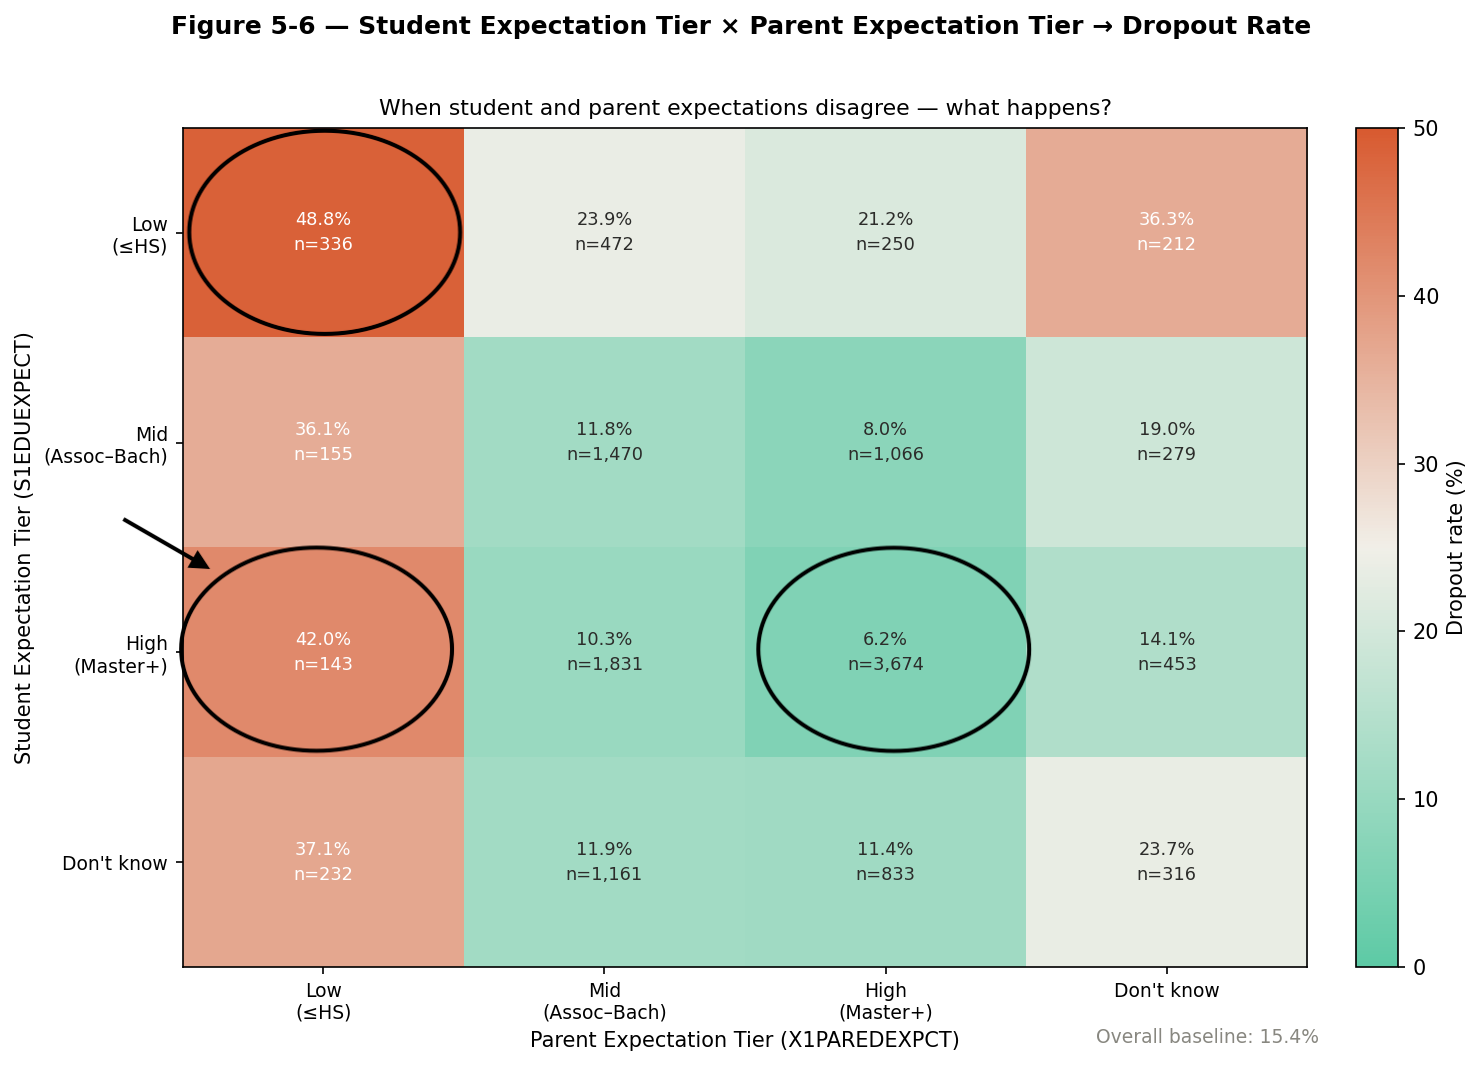 Figure 5-6 — Student Expectation Tier × Parent Expectation Tier → Dropout Rate
When student and parent expectations disagree — what happens?
Student Expectation Tier (S1EDUEXPECT)
Low
(≤HS)
48.8%
n=336
23.9%
n=472
21.2%
n=250
36.3%
n=212
Mid
(Assoc–Bach)
36.1%
n=155
11.8%
n=1,470
8.0%
n=1,066
19.0%
n=279
High
(Master+)
42.0%
n=143
10.3%
n=1,831
6.2%
n=3,674
14.1%
n=453
Don't know
37.1%
n=232
11.9%
n=1,161
11.4%
n=833
23.7%
n=316
Low
(≤HS)
Mid
(Assoc–Bach)
High
(Master+)
Don't know
Parent Expectation Tier (X1PAREDEXPCT)
Overall baseline: 15.4%
50
40
30
20
10
0
Dropout rate (%)